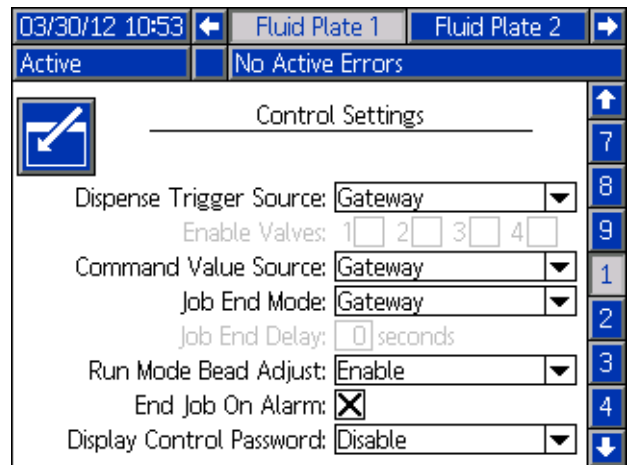 03/30/12 10:53 Fluid Plate 1 Fluid Plate 2
Active No Active Errors
Control Settings
7
Dispense Trigger Source: Gateway
8
Enable Valves: 1 2 3 4
9
Command Value Source: Gateway
1
Job End Mode: Gateway
2
Job End Delay: 0 seconds
Run Mode Bead Adjust: Enable
3
End Job On Alarm:
4
Display Control Password: Disable